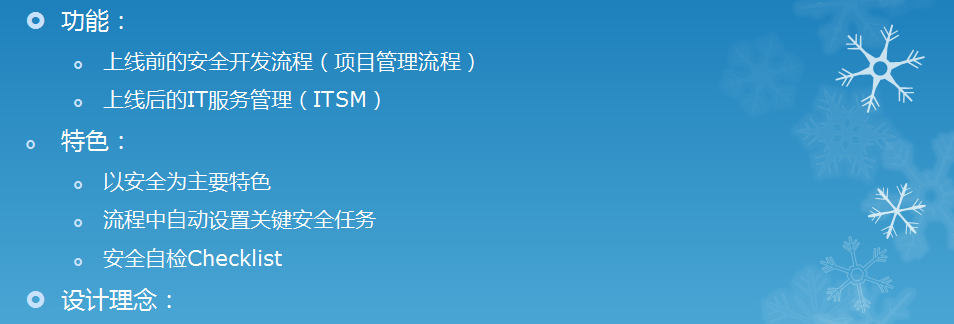 功能：
上线前的安全开发流程（项目管理流程）
上线后的IT服务管理（ITSM）
特色：
以安全为主要特色
流程中自动设置关键安全任务
安全自检Checklist
设计理念：